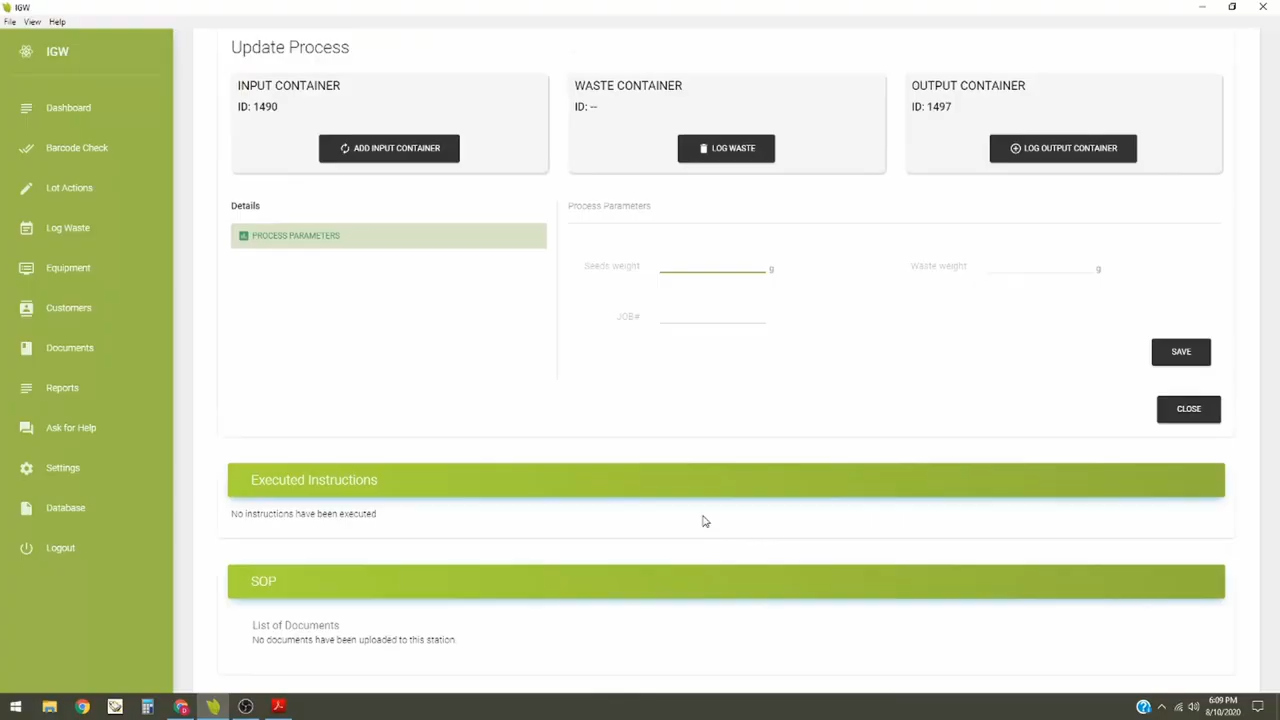 IGW
File View Help
IGW
Dashboard
Barcode Check
Lot Actions
Log Waste
Equipment
Customers
Documents
Reports
Ask for Help
Settings
Database
Logout
Update Process
INPUT CONTAINER
ID: 1490
ADD INPUT CONTAINER
WASTE CONTAINER
ID: --
LOG WASTE
OUTPUT CONTAINER
ID: 1497
LOG OUTPUT CONTAINER
Details
PROCESS PARAMETERS
Process Parameters
Seeds weight g
Waste weight g
JOB#
SAVE
CLOSE
Executed Instructions
No instructions have been executed
SOP
List of Documents
No documents have been uploaded to this station.
6:09 PM
8/10/2020